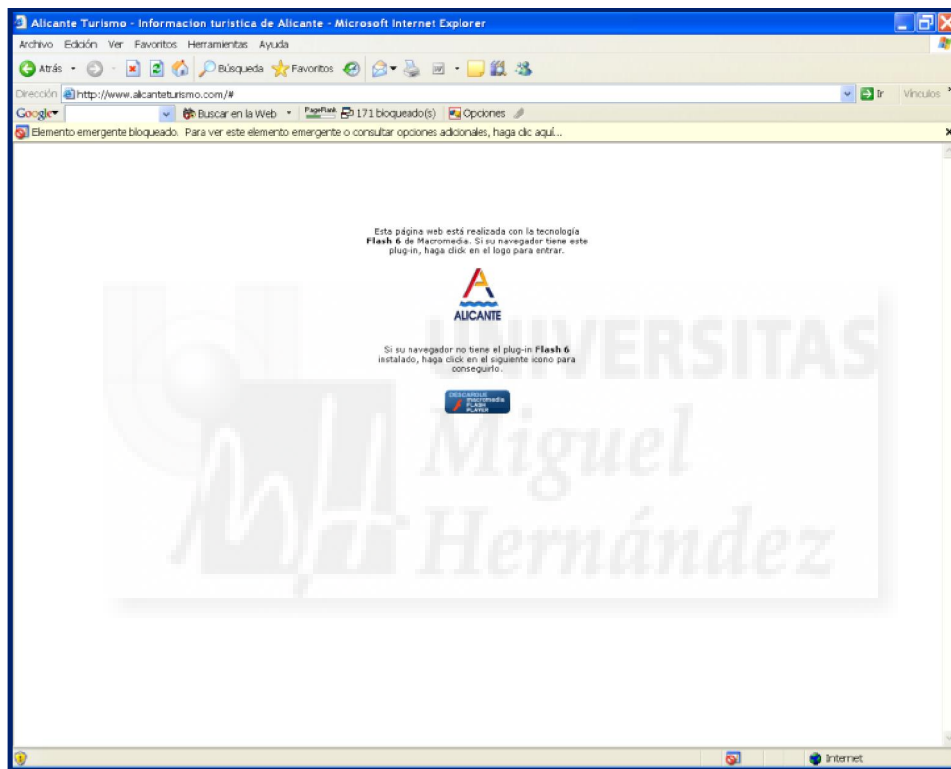 Alicante Turismo - Informacion turistica de Alicante - Microsoft Internet Explorer
Archivo Edición Ver Favoritos Herramientas Ayuda
Atrás Búsqueda Favoritos
Dirección http://www.alicanteturismo.com/# Ir Vínculos
Google Buscar en la Web PageRank 171 bloqueado(s) Opciones
Elemento emergente bloqueado. Para ver este elemento emergente o consultar opciones adicionales, haga clic aquí...
Esta página web está realizada con la tecnología
Flash 6 de Macromedia. Si su navegador tiene este
plug-in, haga click en el logo para entrar.
ALICANTE
Si su navegador no tiene el plug-in Flash 6
instalado, haga click en el siguiente icono para
conseguirlo.
DESCARGUE
macromedia
FLASH
PLAYER
UNIVERSITAS
Miguel
Hernández
Internet